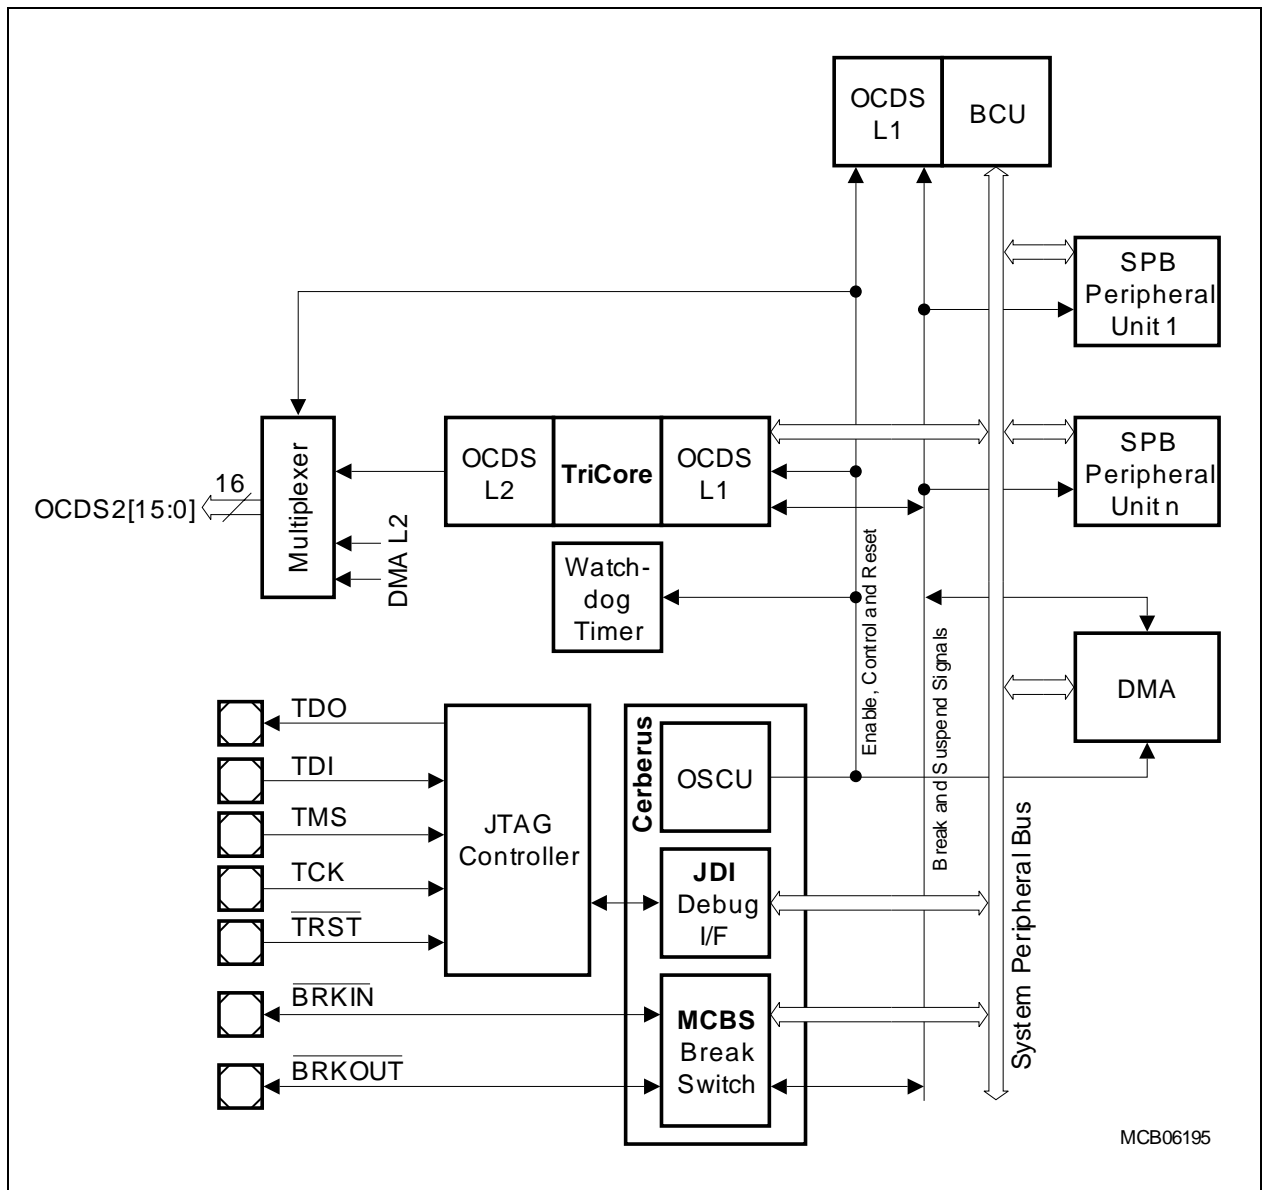 OCDS
L1
BCU
SPB
Peripheral
Unit 1
OCDS
L2
TriCore
OCDS
L1
SPB
Peripheral
Unit n
16
OCDS2[15:0]
Multiplexer
DMA L2
Watch-
dog
Timer
Enable, Control and Reset
Break and Suspend Signals
DMA
TDO
TDI
TMS
TCK
TRST
BRKIN
BRKOUT
JTAG
Controller
Cerberus
OSCU
JDI
Debug
I/F
MCBS
Break
Switch
System Peripheral Bus
MCB06195